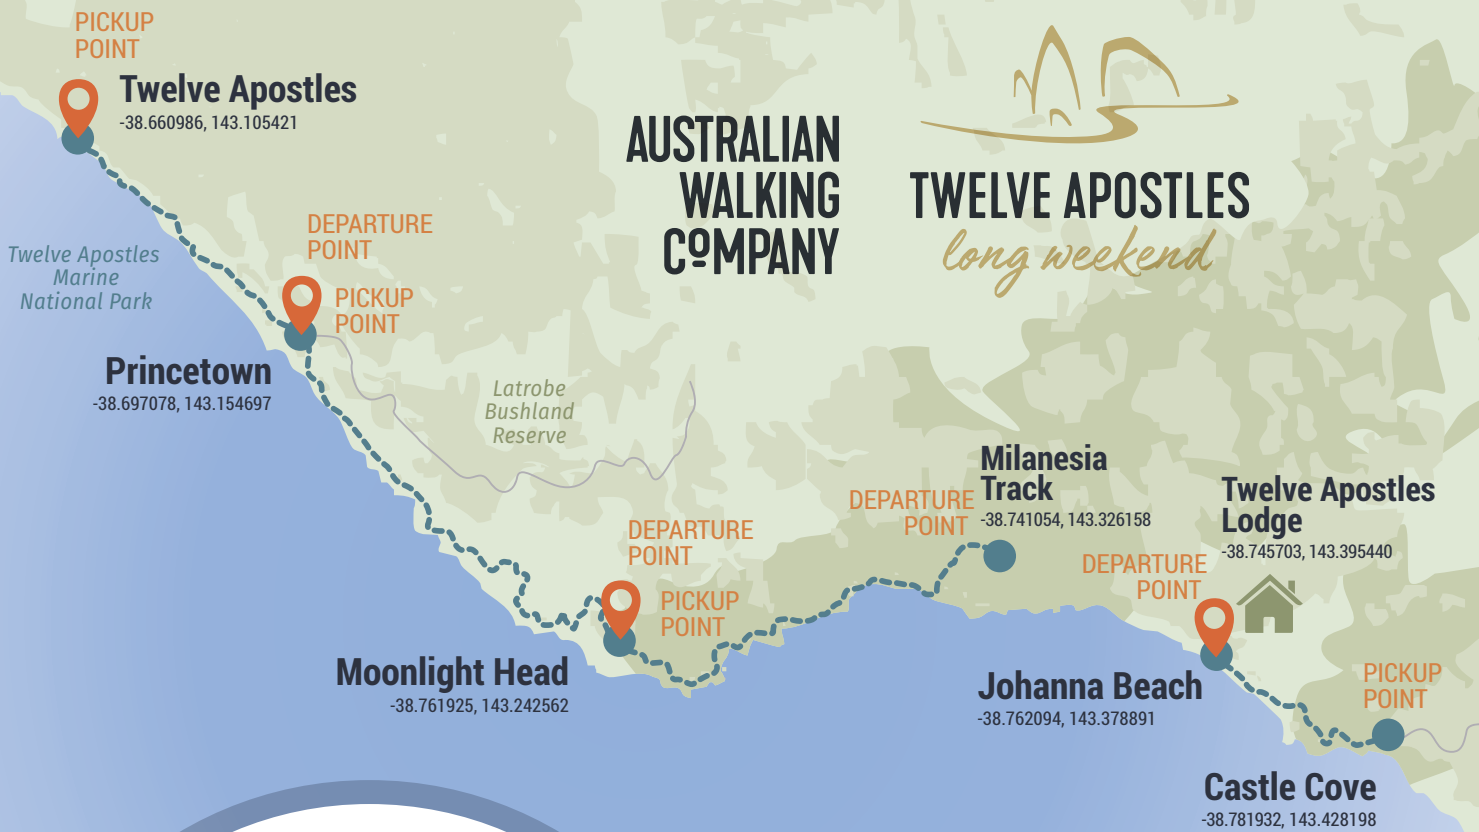 PICKUP
POINT
Twelve Apostles
-38.660986, 143.105421
AUSTRALIAN
WALKING
COMPANY
TWELVE APOSTLES
long weekend
DEPARTURE
POINT
Twelve Apostles
Marine
National Park
PICKUP
POINT
Princetown
-38.697078, 143.154697
Latrobe
Bushland
Reserve
Milanesia
Track
-38.741054, 143.326158
DEPARTURE
POINT
Twelve Apostles
Lodge
-38.745703, 143.395440
DEPARTURE
POINT
PICKUP
POINT
DEPARTURE
POINT
Moonlight Head
-38.761925, 143.242562
Johanna Beach
-38.762094, 143.378891
PICKUP
POINT
Castle Cove
-38.781932, 143.428198